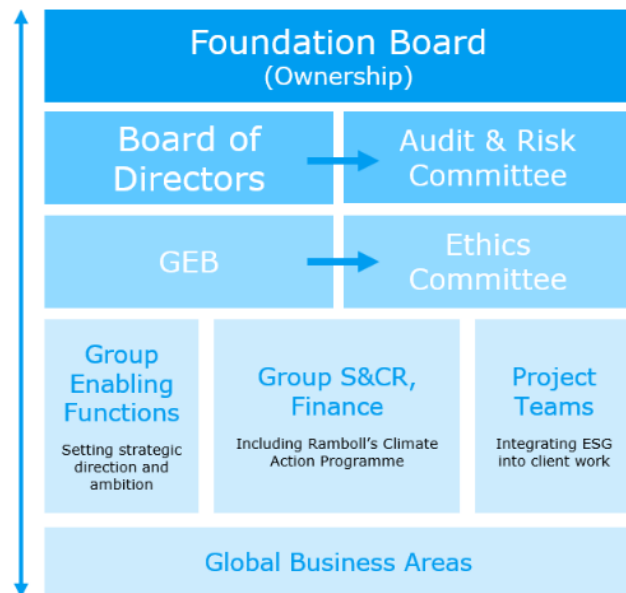 Foundation Board
(Ownership)
Board of
Directors
Audit & Risk
Committee
GEB
Ethics
Committee
Group
Enabling
Functions
Setting strategic
direction and
ambition
Group S&CR,
Finance
Including Ramboll's Climate
Action Programme
Project
Teams
Integrating ESG
into client work
Global Business Areas